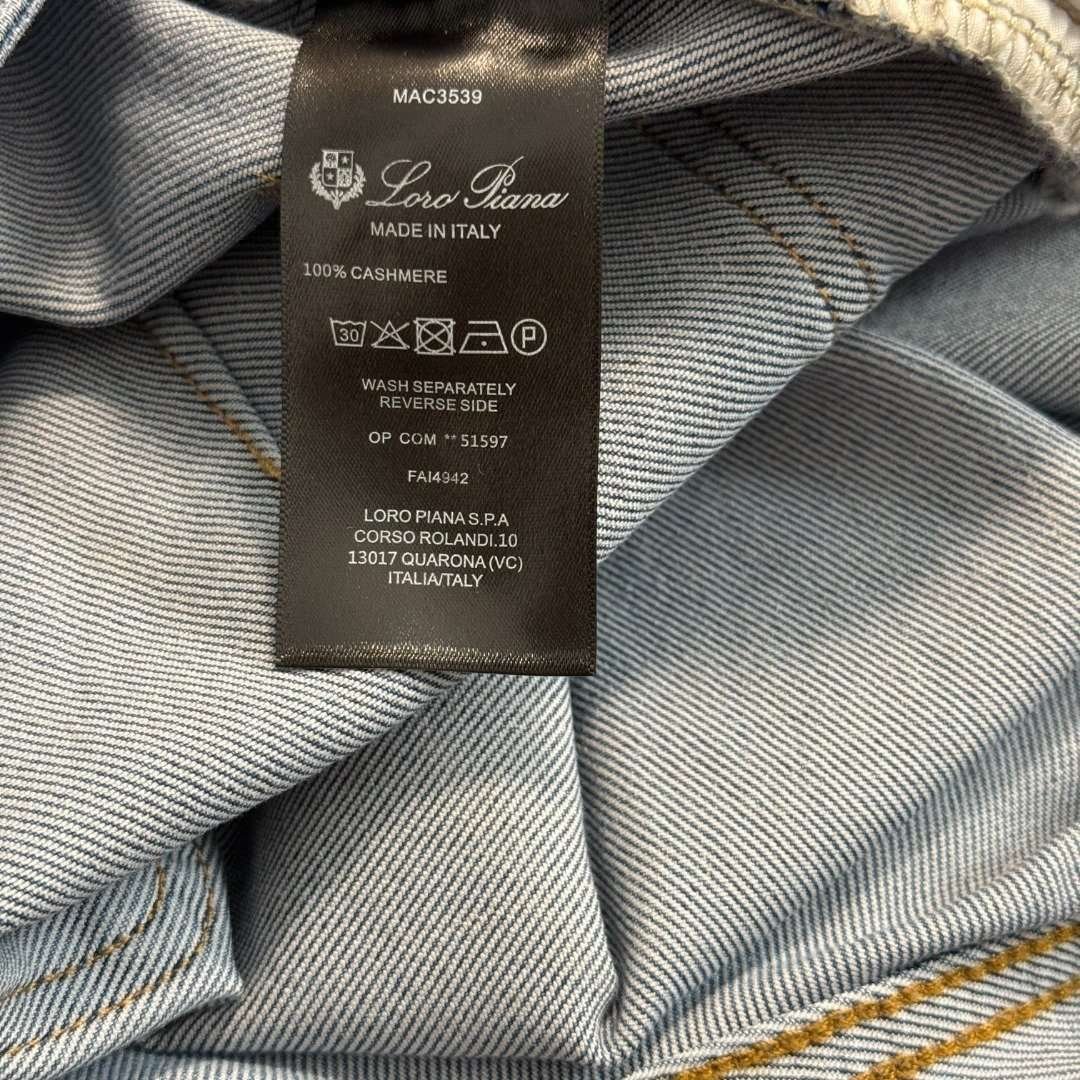 MAC3539
Loro Piana
MADE IN ITALY
100% CASHMERE
30 P
WASH SEPARATELY
REVERSE SIDE
OP COM ** 51597
FAI4942
LORO PIANA S.P.A
CORSO ROLANDI.10
13017 QUARONA (VC)
ITALIA/TALY